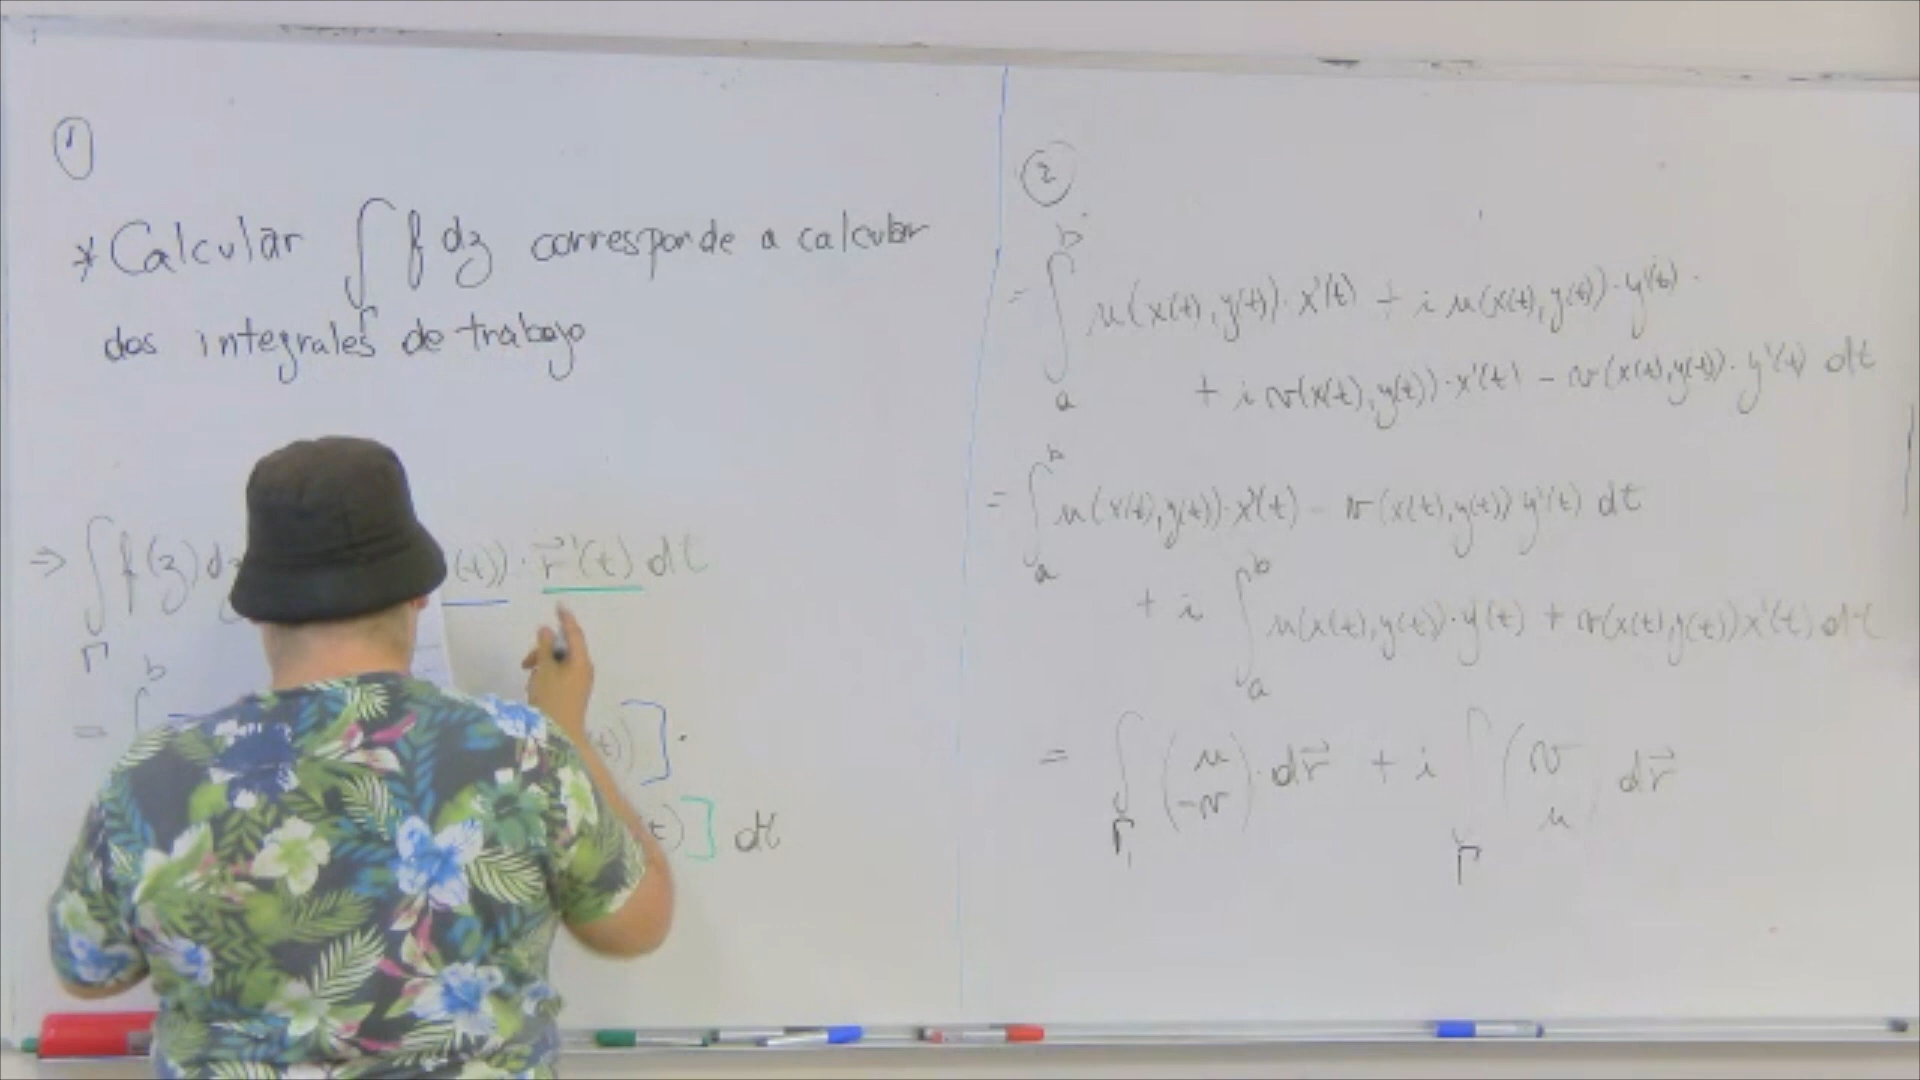 ①
* Calcular ∫_Γ f dz corresponde a calcular
dos integrales de trabajo
⇒ ∫_Γ f(z) dz (t)) · r⃗'(t) dt
= ∫ b (t)] ·
(t)] dt
②
= ∫_a^b u(x(t), y(t)) · x'(t) + i u(x(t), y(t)) · y'(t) ·
+ i v(x(t), y(t)) · x'(t) - v(x(t), y(t)) · y'(t) dt
= ∫_a^b u(x(t), y(t)) · x'(t) - v(x(t), y(t)) y'(t) dt
+ i ∫_a^b u(x(t), y(t)) · y'(t) + v(x(t), y(t)) x'(t) dt
= ∫_Γ (u -v) · dr⃗ + i ∫_Γ (v u) dr⃗